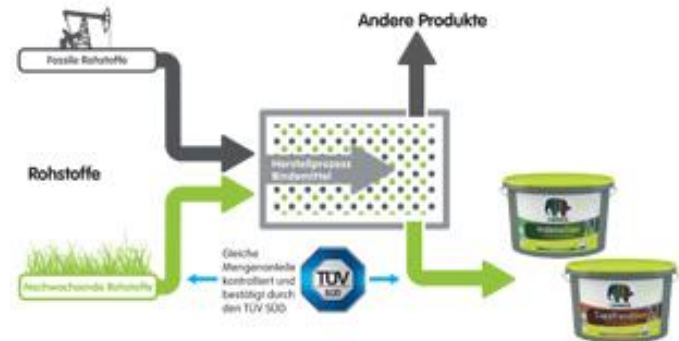 Andere Produkte
Fossile Rohstoffe
Herstellprozess
Bindemittel
Rohstoffe
Nachwachsende Rohstoffe
Gleiche
Mengenanteile
kontrolliert und
bestätigt durch
den TÜV SÜD
TÜV
SÜD